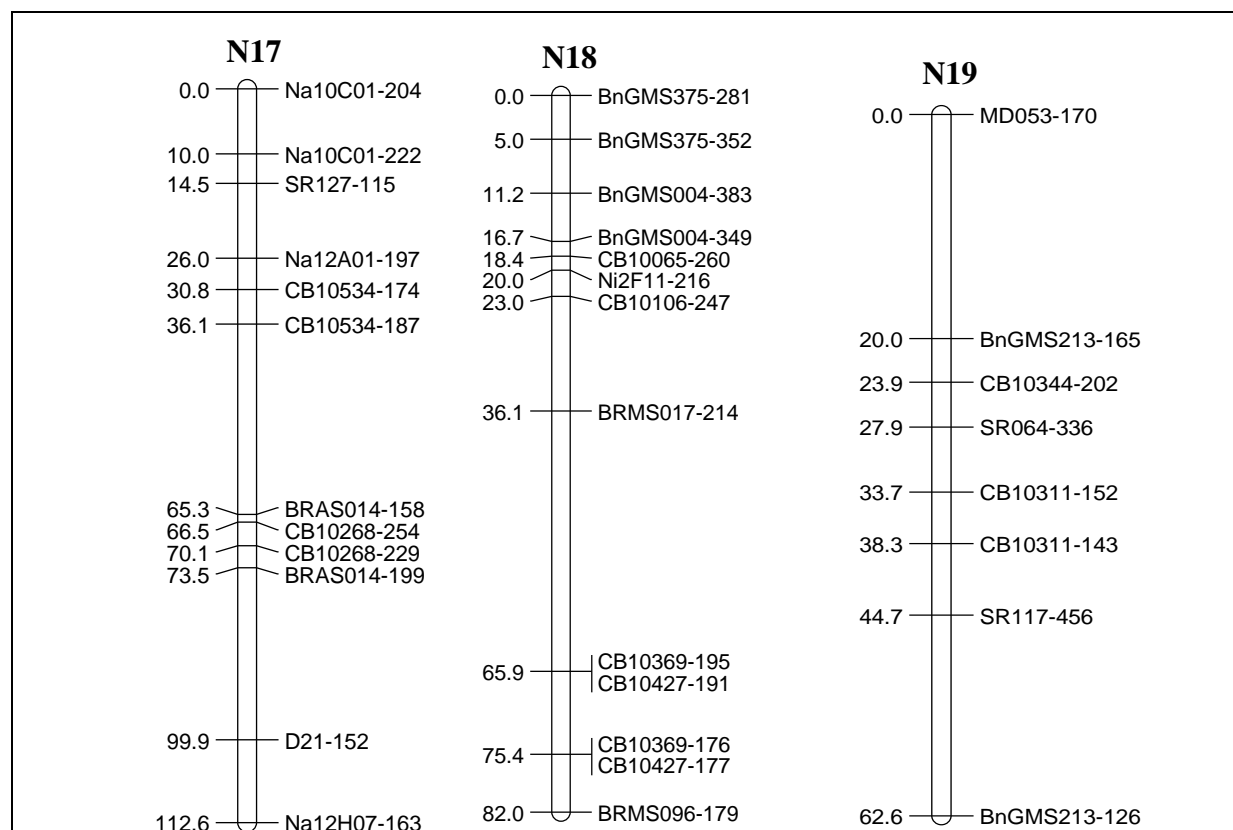 N17
0.0 Na10C01-204
10.0 Na10C01-222
14.5 SR127-115
26.0 Na12A01-197
30.8 CB10534-174
36.1 CB10534-187
65.3 BRAS014-158
66.5 CB10268-254
70.1 CB10268-229
73.5 BRAS014-199
99.9 D21-152
112.6 Na12H07-163
N18
0.0 BnGMS375-281
5.0 BnGMS375-352
11.2 BnGMS004-383
16.7 BnGMS004-349
18.4 CB10065-260
20.0 Ni2F11-216
23.0 CB10106-247
36.1 BRMS017-214
65.9 CB10369-195
CB10427-191
75.4 CB10369-176
CB10427-177
82.0 BRMS096-179
N19
0.0 MD053-170
20.0 BnGMS213-165
23.9 CB10344-202
27.9 SR064-336
33.7 CB10311-152
38.3 CB10311-143
44.7 SR117-456
62.6 BnGMS213-126